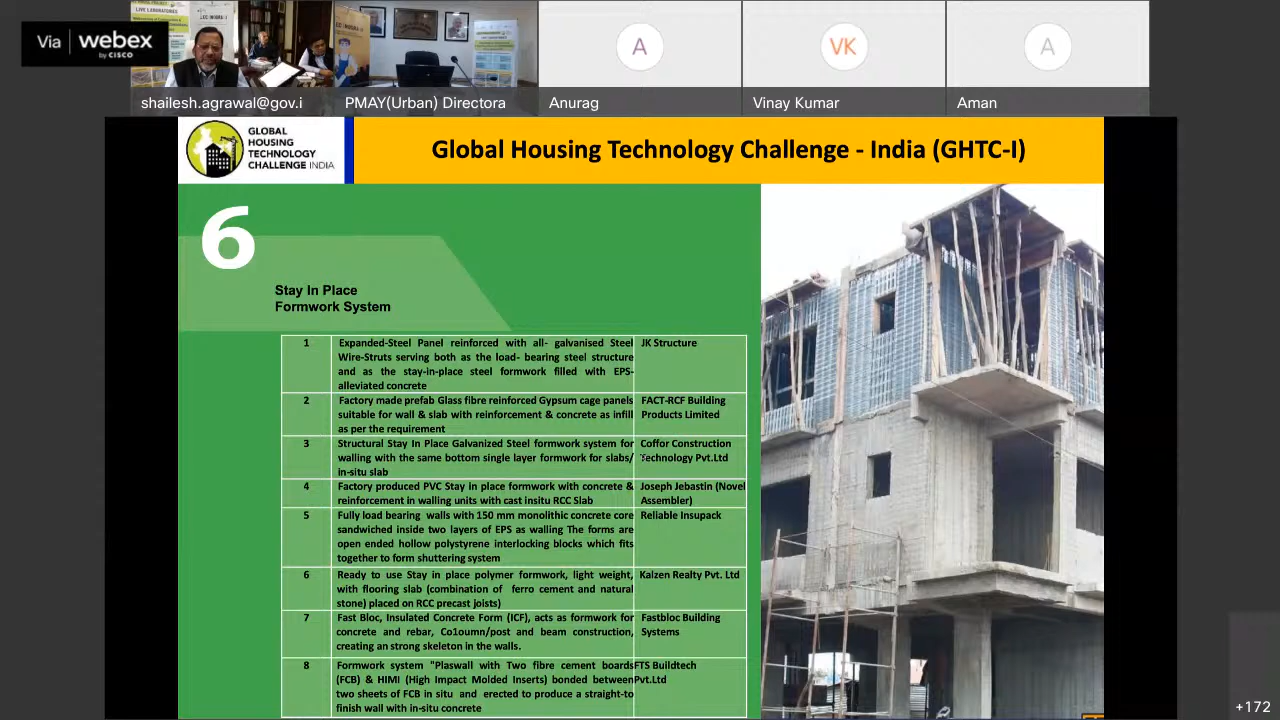 Via | webex
by CISCO
LIVE LABORATORIES
shailesh.agrawal@gov.i
PMAY(Urban) Directora
A
Anurag
VK
Vinay Kumar
A
Aman
GLOBAL
HOUSING
TECHNOLOGY
CHALLENGE INDIA
Global Housing Technology Challenge - India (GHTC-I)
6
Stay In Place
Formwork System
1
Expanded-Steel Panel reinforced with all- galvanised Steel
Wire-Struts serving both as the load- bearing steel structure
and as the stay-in-place steel formwork filled with EPS-
alleviated concrete
JK Structure
2
Factory made prefab Glass fibre reinforced Gypsum cage panels
suitable for wall & slab with reinforcement & concrete as infill
as per the requirement
FACT-RCF Building
Products Limited
3
Structural Stay In Place Galvanized Steel formwork system for
walling with the same bottom single layer formwork for slabs/
in-situ slab
Coffor Construction
Technology Pvt.Ltd
4
Factory produced PVC Stay in place formwork with concrete &
reinforcement in walling units with cast insitu RCC Slab
Joseph Jebastin (Novel
Assembler)
5
Fully load bearing walls with 150 mm monolithic concrete core
sandwiched inside two layers of EPS as walling The forms are
open ended hollow polystyrene interlocking blocks which fits
together to form shuttering system
Reliable Insupack
6
Ready to use Stay in place polymer formwork, light weight,
with flooring slab (combination of ferro cement and natural
stone) placed on RCC precast joists)
Kalzen Realty Pvt. Ltd
7
Fast Bloc, Insulated Concrete Form (ICF), acts as formwork for
concrete and rebar, Co1oumn/post and beam construction,
creating an strong skeleton in the walls.
Fastbloc Building
Systems
8
Formwork system "Plaswall with Two fibre cement boards
(FCB) & HIMI (High Impact Molded Inserts) bonded between
two sheets of FCB in situ and erected to produce a straight-to
finish wall with in-situ concrete
FTS Buildtech
Pvt.Ltd
+172